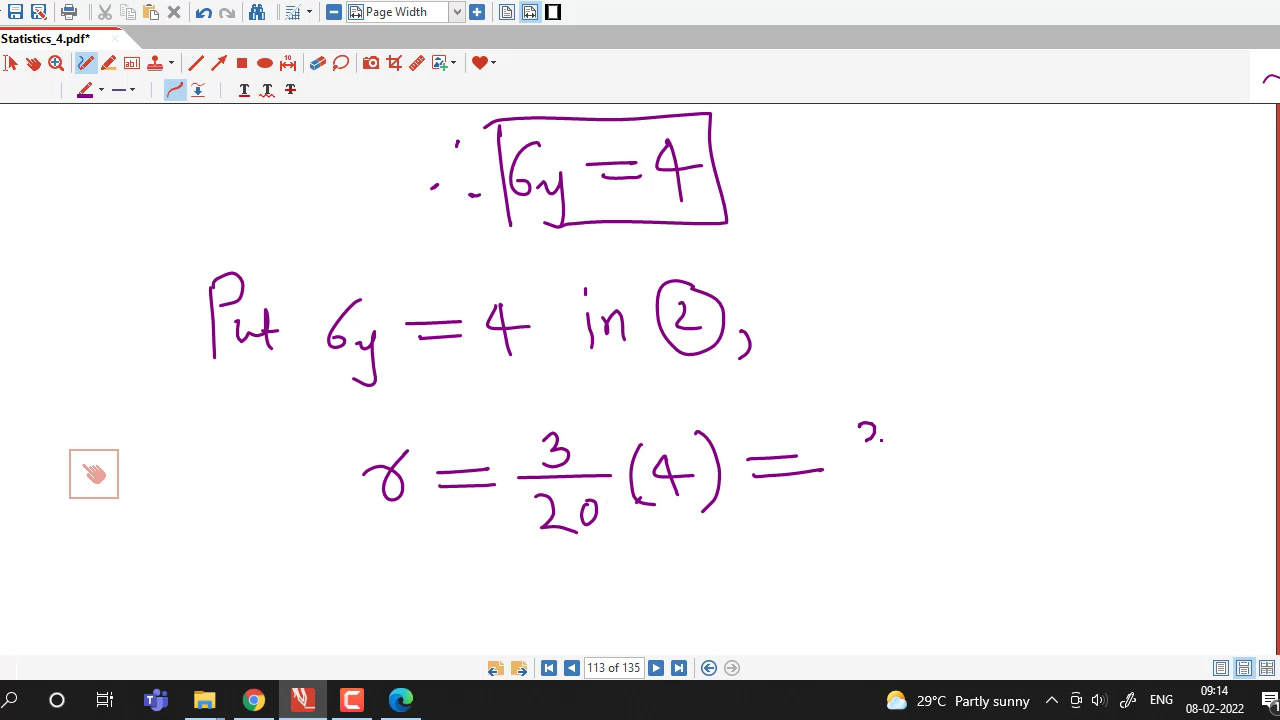 Page Width
Statistics_4.pdf*
∴ σy = 4
Put σy = 4 in ②,
r = 3/20 (4) = 3
113 of 135
29°C Partly sunny
ENG
09:14
08-02-2022